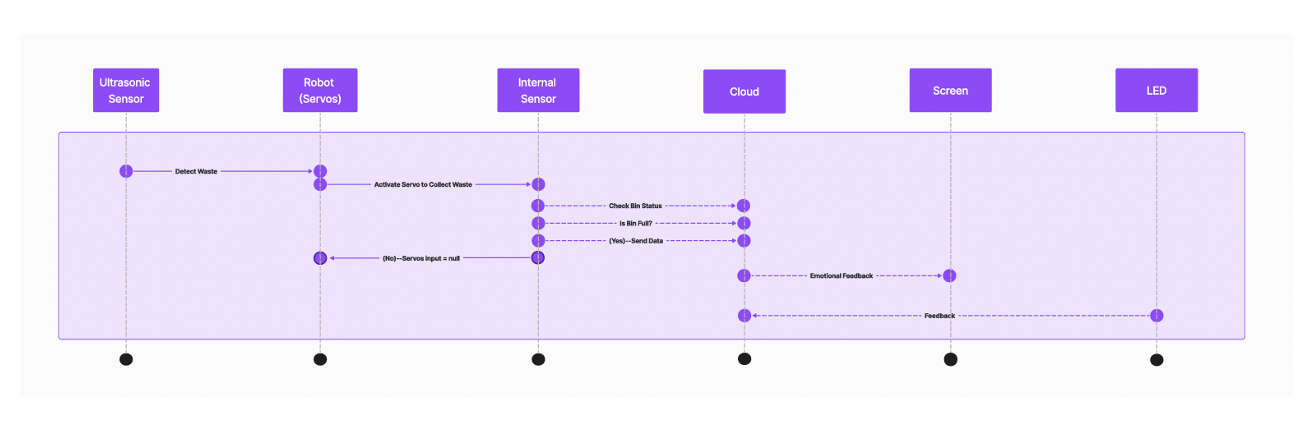 Ultrasonic
Sensor
Robot
(Servos)
Internal
Sensor
Cloud
Screen
LED
Detect Waste
Activate Servo to Collect Waste
Check Bin Status
Is Bin Full?
(Yes)--Send Data
(No)--Servos input = null
Emotional Feedback
Feedback